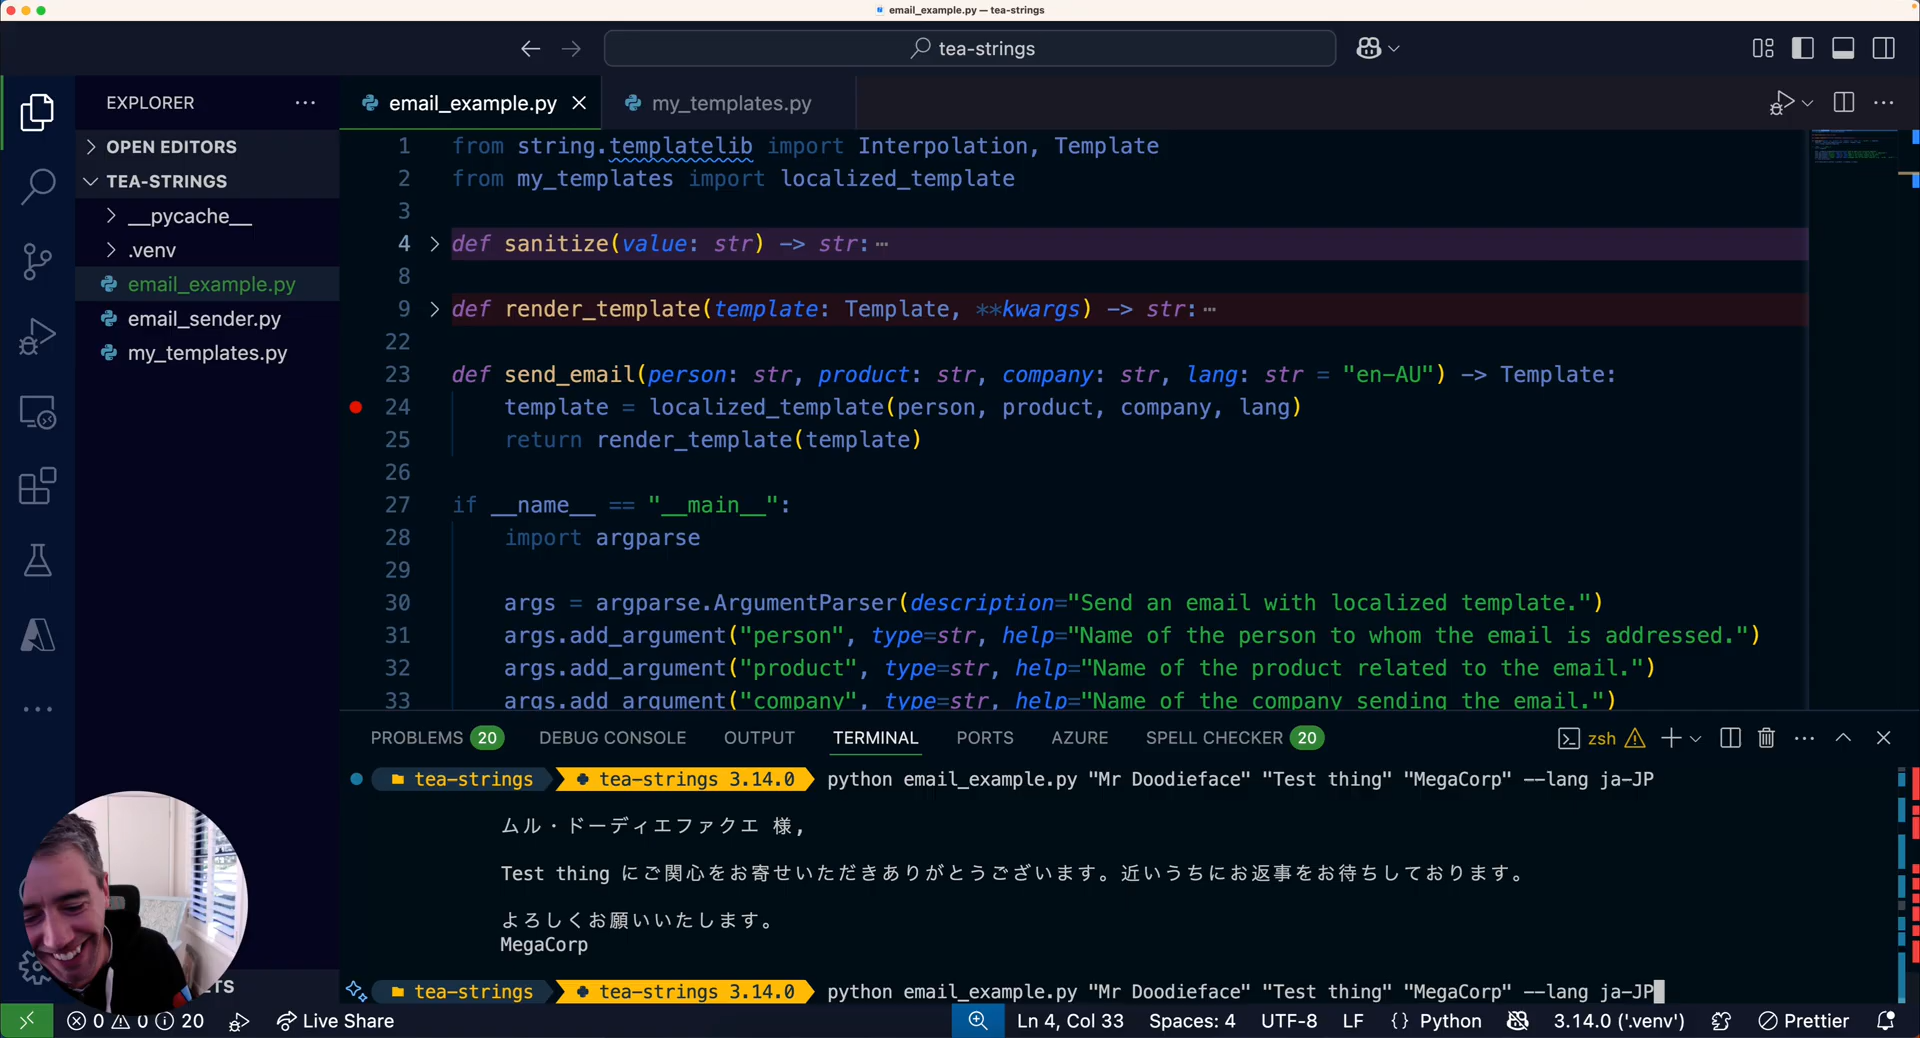 email_example.py — tea-strings
tea-strings
EXPLORER
OPEN EDITORS
TEA-STRINGS
__pycache__
.venv
email_example.py
email_sender.py
my_templates.py
email_example.py
my_templates.py
1 from string.templatelib import Interpolation, Template
2 from my_templates import localized_template
3
4 def sanitize(value: str) -> str:⋯
8
9 def render_template(template: Template, **kwargs) -> str:⋯
22
23 def send_email(person: str, product: str, company: str, lang: str = "en-AU") -> Template:
24 template = localized_template(person, product, company, lang)
25 return render_template(template)
26
27 if __name__ == "__main__":
28 import argparse
29
30 args = argparse.ArgumentParser(description="Send an email with localized template.")
31 args.add_argument("person", type=str, help="Name of the person to whom the email is addressed.")
32 args.add_argument("product", type=str, help="Name of the product related to the email.")
33 args.add_argument("company", type=str, help="Name of the company sending the email.")
PROBLEMS 20 DEBUG CONSOLE OUTPUT TERMINAL PORTS AZURE SPELL CHECKER 20 zsh
tea-strings tea-strings 3.14.0 python email_example.py "Mr Doodieface" "Test thing" "MegaCorp" --lang ja-JP
ムル・ドーディエファクエ 様,
Test thing にご関心をお寄せいただきありがとうございます。近いうちにお返事をお待ちしております。
よろしくお願いいたします。
MegaCorp
tea-strings tea-strings 3.14.0 python email_example.py "Mr Doodieface" "Test thing" "MegaCorp" --lang ja-JP
0 0 20 Live Share Ln 4, Col 33 Spaces: 4 UTF-8 LF {} Python 3.14.0 ('.venv') Prettier